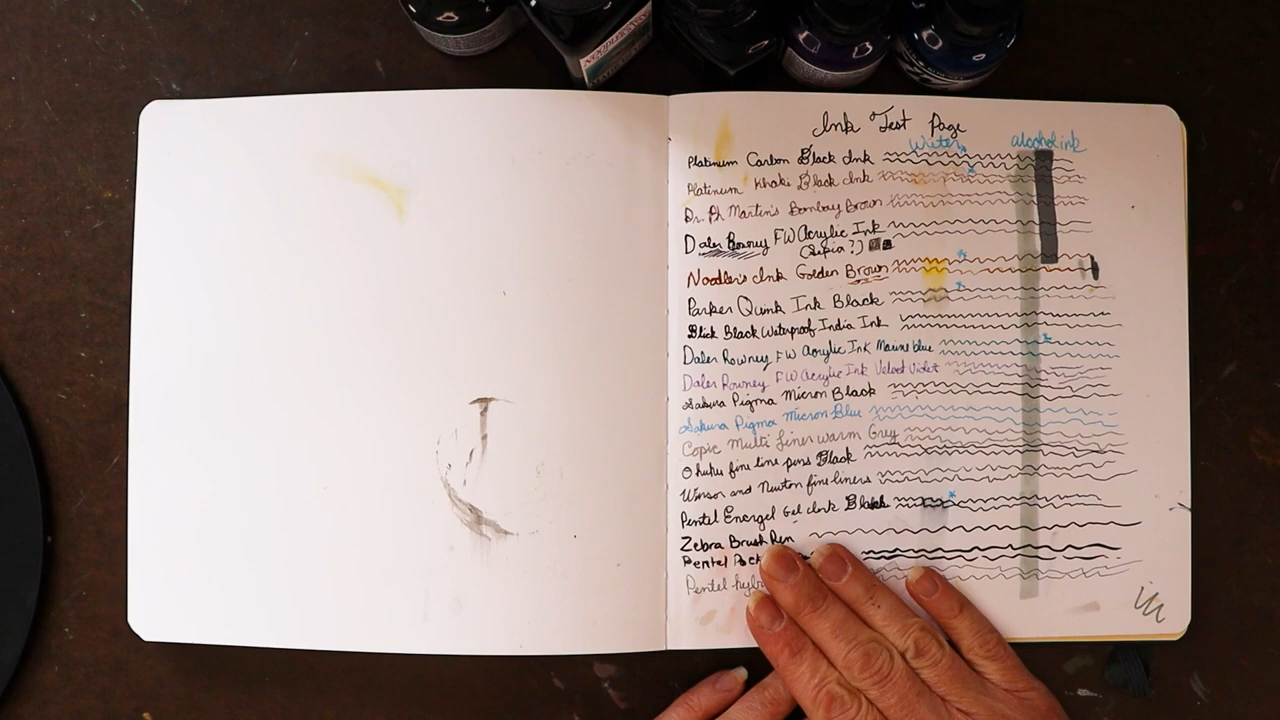 Ink Test Page
Water alcohol ink
Platinum Carbon Black Ink
Platinum Khaki Black Ink
Dr. Ph Martin's Bombay Brown
Daler Rowney FW Acrylic Ink
(Sepia?)
Noodler's Ink Golden Brown
Parker Quink Ink Black
Blick Black Waterproof India Ink
Daler Rowney FW Acrylic Ink Marine blue
Daler Rowney FW Acrylic Ink Velvet Violet
Sakura Pigma Micron Black
Sakura Pigma Micron Blue
Copic Multi Liner Warm Grey
Ohuhu fine line pens Black
Winsor and Newton fine liners
Pentel Energel Gel Ink Black
Zebra Brush Pen
Pentel
Pentel